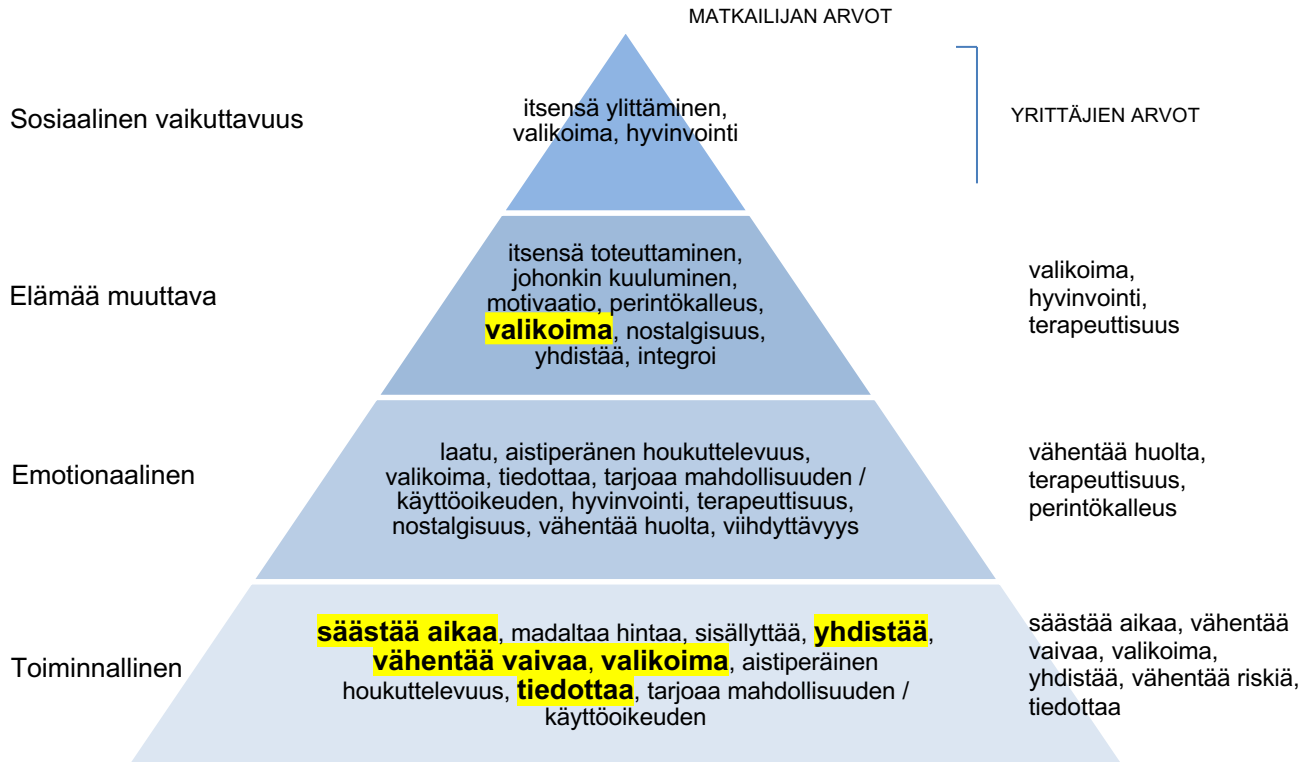 MATKAILIJAN ARVOT
Sosiaalinen vaikuttavuus
itsensä ylittäminen,
valikoima, hyvinvointi
YRITTÄJIEN ARVOT
Elämää muuttava
itsensä toteuttaminen,
johonkin kuuluminen,
motivaatio, perintökalleus,
valikoima, nostalgisuus,
yhdistää, integroi
valikoima,
hyvinvointi,
terapeuttisuus
Emotionaalinen
laatu, aistiperänen houkuttelevuus,
valikoima, tiedottaa, tarjoaa mahdollisuuden /
käyttöoikeuden, hyvinvointi, terapeuttisuus,
nostalgisuus, vähentää huolta, viihdyttävyys
vähentää huolta,
terapeuttisuus,
perintökalleus
Toiminnallinen
säästää aikaa, madaltaa hintaa, sisällyttää, yhdistää,
vähentää vaivaa, valikoima, aistiperäinen
houkuttelevuus, tiedottaa, tarjoaa mahdollisuuden /
käyttöoikeuden
säästää aikaa, vähentää
vaivaa, valikoima,
yhdistää, vähentää riskiä,
tiedottaa